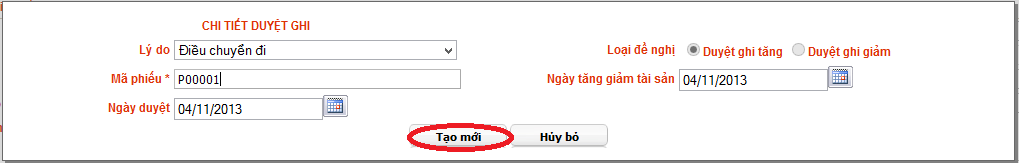 CHI TIẾT DUYỆT GHI
Lý do Điều chuyển đi Loại đề nghị Duyệt ghi tăng Duyệt ghi giảm
Mã phiếu * P00001 Ngày tăng giảm tài sản 04/11/2013
Ngày duyệt 04/11/2013
Tạo mới Hủy bỏ